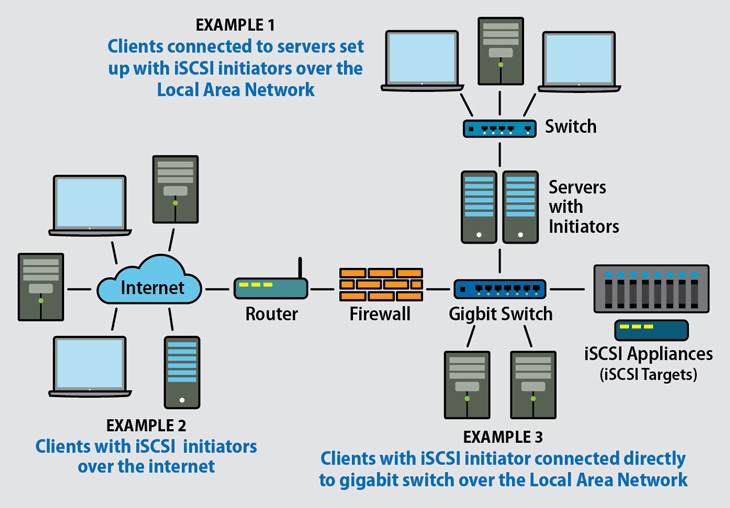 EXAMPLE 1
Clients connected to servers set
up with iSCSI initiators over the
Local Area Network
Switch
Servers
with
Initiators
Internet
Router
Firewall
Gigbit Switch
iSCSI Appliances
(iSCSI Targets)
EXAMPLE 2
Clients with iSCSI initiators
over the internet
EXAMPLE 3
Clients with iSCSI initiator connected directly
to gigabit switch over the Local Area Network